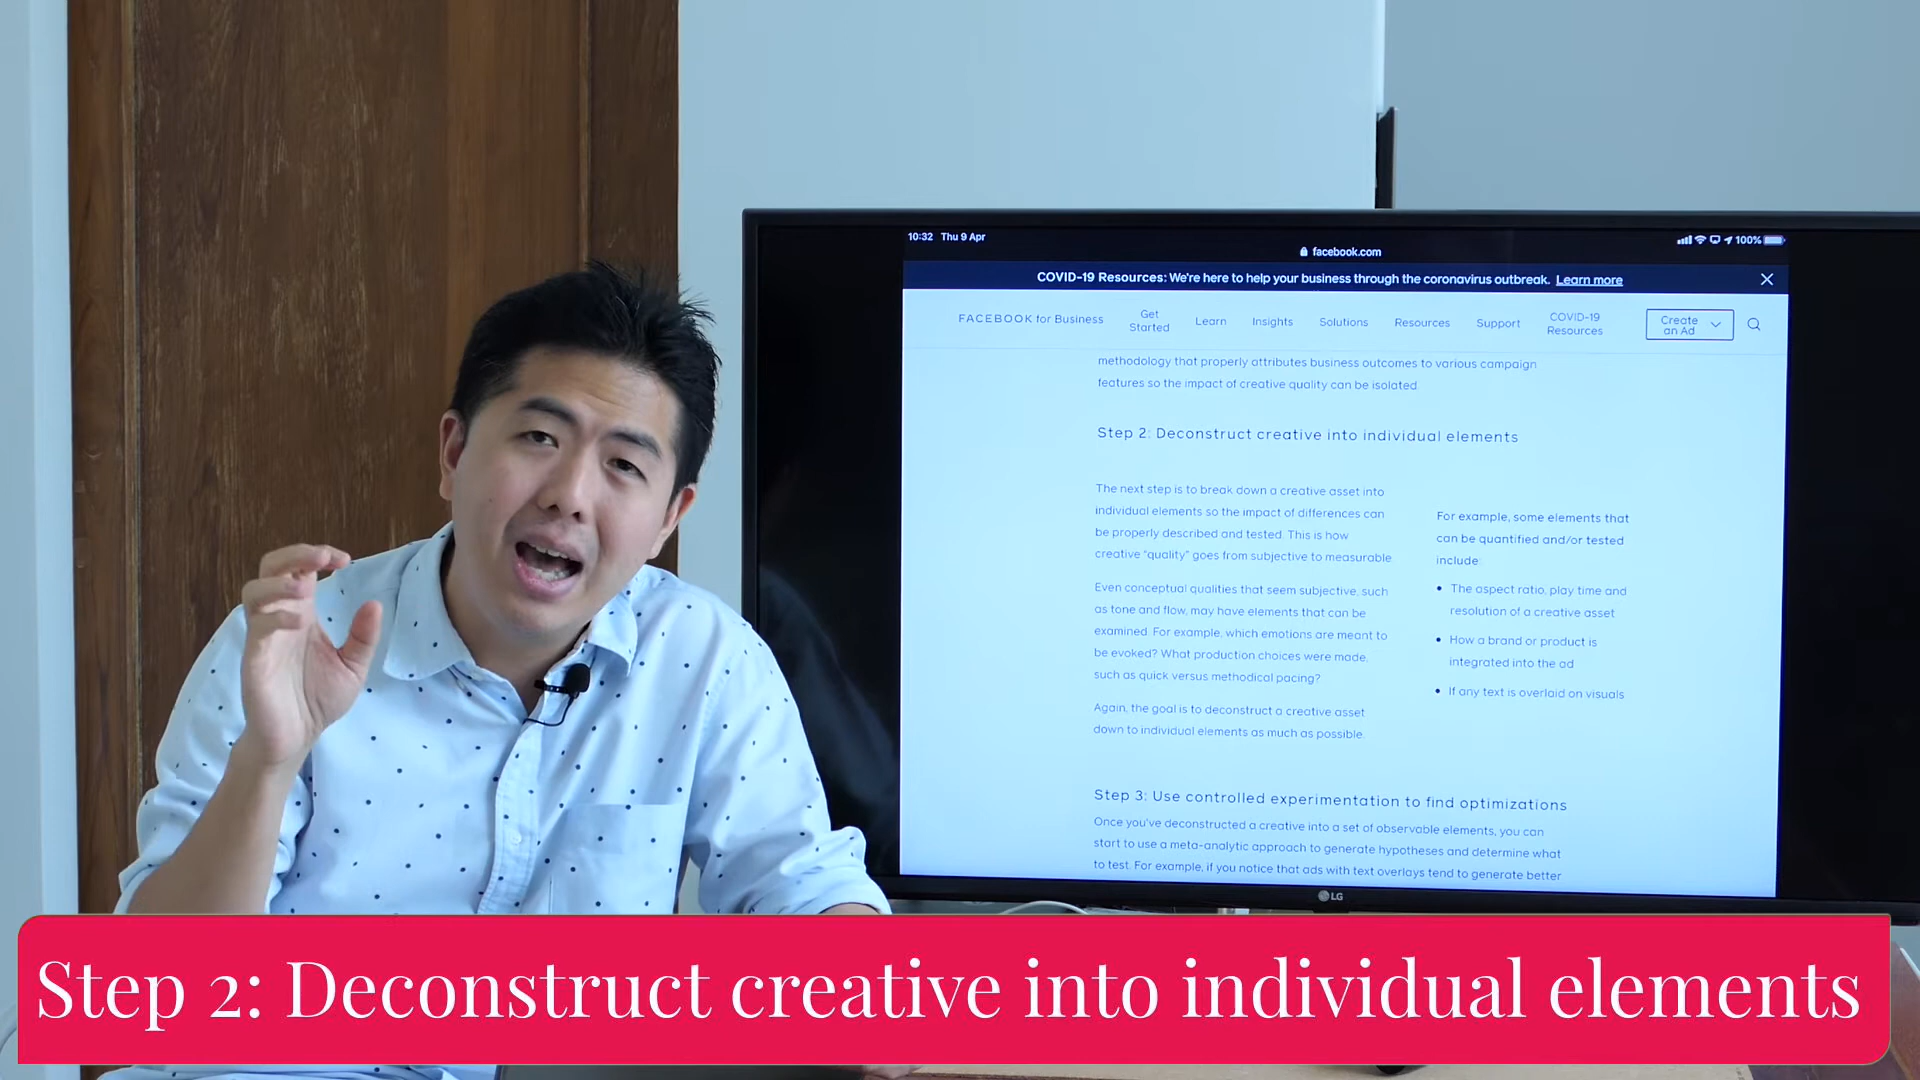 10:32 Thu 9 Apr
100%
facebook.com
COVID-19 Resources: We're here to help your business through the coronavirus outbreak. Learn more
FACEBOOK for Business
Get Started
Learn
Insights
Solutions
Resources
Support
COVID-19 Resources
Create an Ad
methodology that properly attributes business outcomes to various campaign
features so the impact of creative quality can be isolated.
Step 2: Deconstruct creative into individual elements
The next step is to break down a creative asset into
individual elements so the impact of differences can
be properly described and tested. This is how
creative "quality" goes from subjective to measurable.
Even conceptual qualities that seem subjective, such
as tone and flow, may have elements that can be
examined. For example, which emotions are meant to
be evoked? What production choices were made,
such as quick versus methodical pacing?
Again, the goal is to deconstruct a creative asset
down to individual elements as much as possible.
For example, some elements that
can be quantified and/or tested
include:
• The aspect ratio, play time and
resolution of a creative asset
• How a brand or product is
integrated into the ad
• If any text is overlaid on visuals
Step 3: Use controlled experimentation to find optimizations
Once you've deconstructed a creative into a set of observable elements, you can
start to use a meta-analytic approach to generate hypotheses and determine what
to test. For example, if you notice that ads with text overlays tend to generate better
LG
Step 2: Deconstruct creative into individual elements